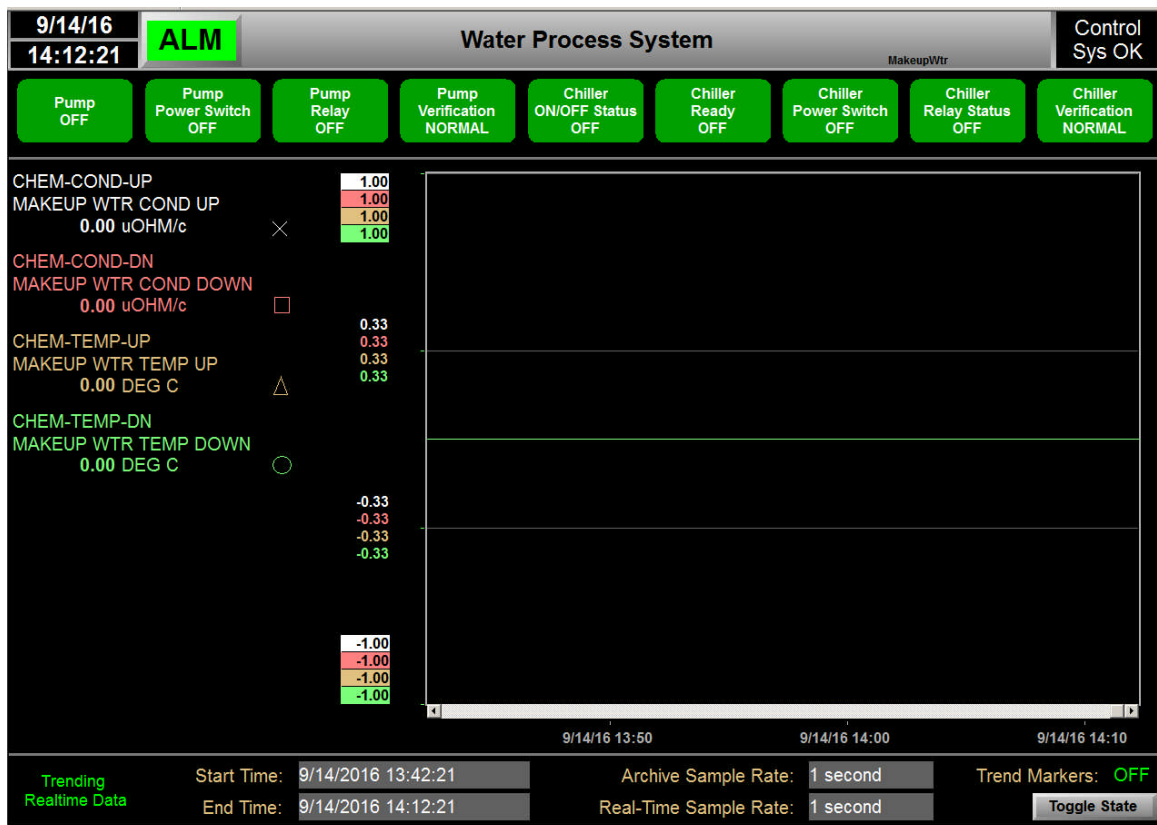 9/14/16
14:12:21
ALM
Water Process System
MakeupWtr
Control
Sys OK
Pump
OFF
Pump
Power Switch
OFF
Pump
Relay
OFF
Pump
Verification
NORMAL
Chiller
ON/OFF Status
OFF
Chiller
Ready
OFF
Chiller
Power Switch
OFF
Chiller
Relay Status
OFF
Chiller
Verification
NORMAL
CHEM-COND-UP
MAKEUP WTR COND UP
0.00 uOHM/c
CHEM-COND-DN
MAKEUP WTR COND DOWN
0.00 uOHM/c
CHEM-TEMP-UP
MAKEUP WTR TEMP UP
0.00 DEG C
CHEM-TEMP-DN
MAKEUP WTR TEMP DOWN
0.00 DEG C
1.00
1.00
1.00
1.00
0.33
0.33
0.33
0.33
-0.33
-0.33
-0.33
-0.33
-1.00
-1.00
-1.00
-1.00
9/14/16 13:50
9/14/16 14:00
9/14/16 14:10
Trending
Realtime Data
Start Time: 9/14/2016 13:42:21
End Time: 9/14/2016 14:12:21
Archive Sample Rate: 1 second
Real-Time Sample Rate: 1 second
Trend Markers: OFF
Toggle State